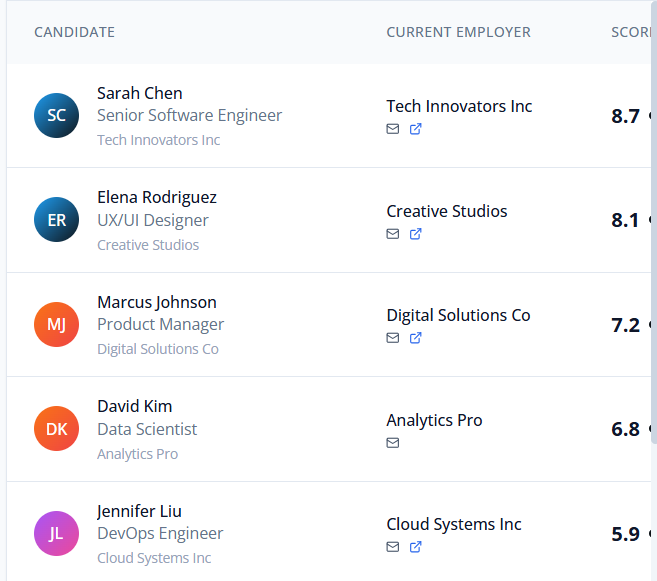 CANDIDATE CURRENT EMPLOYER SCOR
SC
Sarah Chen
Senior Software Engineer
Tech Innovators Inc
Tech Innovators Inc
8.7
ER
Elena Rodriguez
UX/UI Designer
Creative Studios
Creative Studios
8.1
MJ
Marcus Johnson
Product Manager
Digital Solutions Co
Digital Solutions Co
7.2
DK
David Kim
Data Scientist
Analytics Pro
Analytics Pro
6.8
JL
Jennifer Liu
DevOps Engineer
Cloud Systems Inc
Cloud Systems Inc
5.9